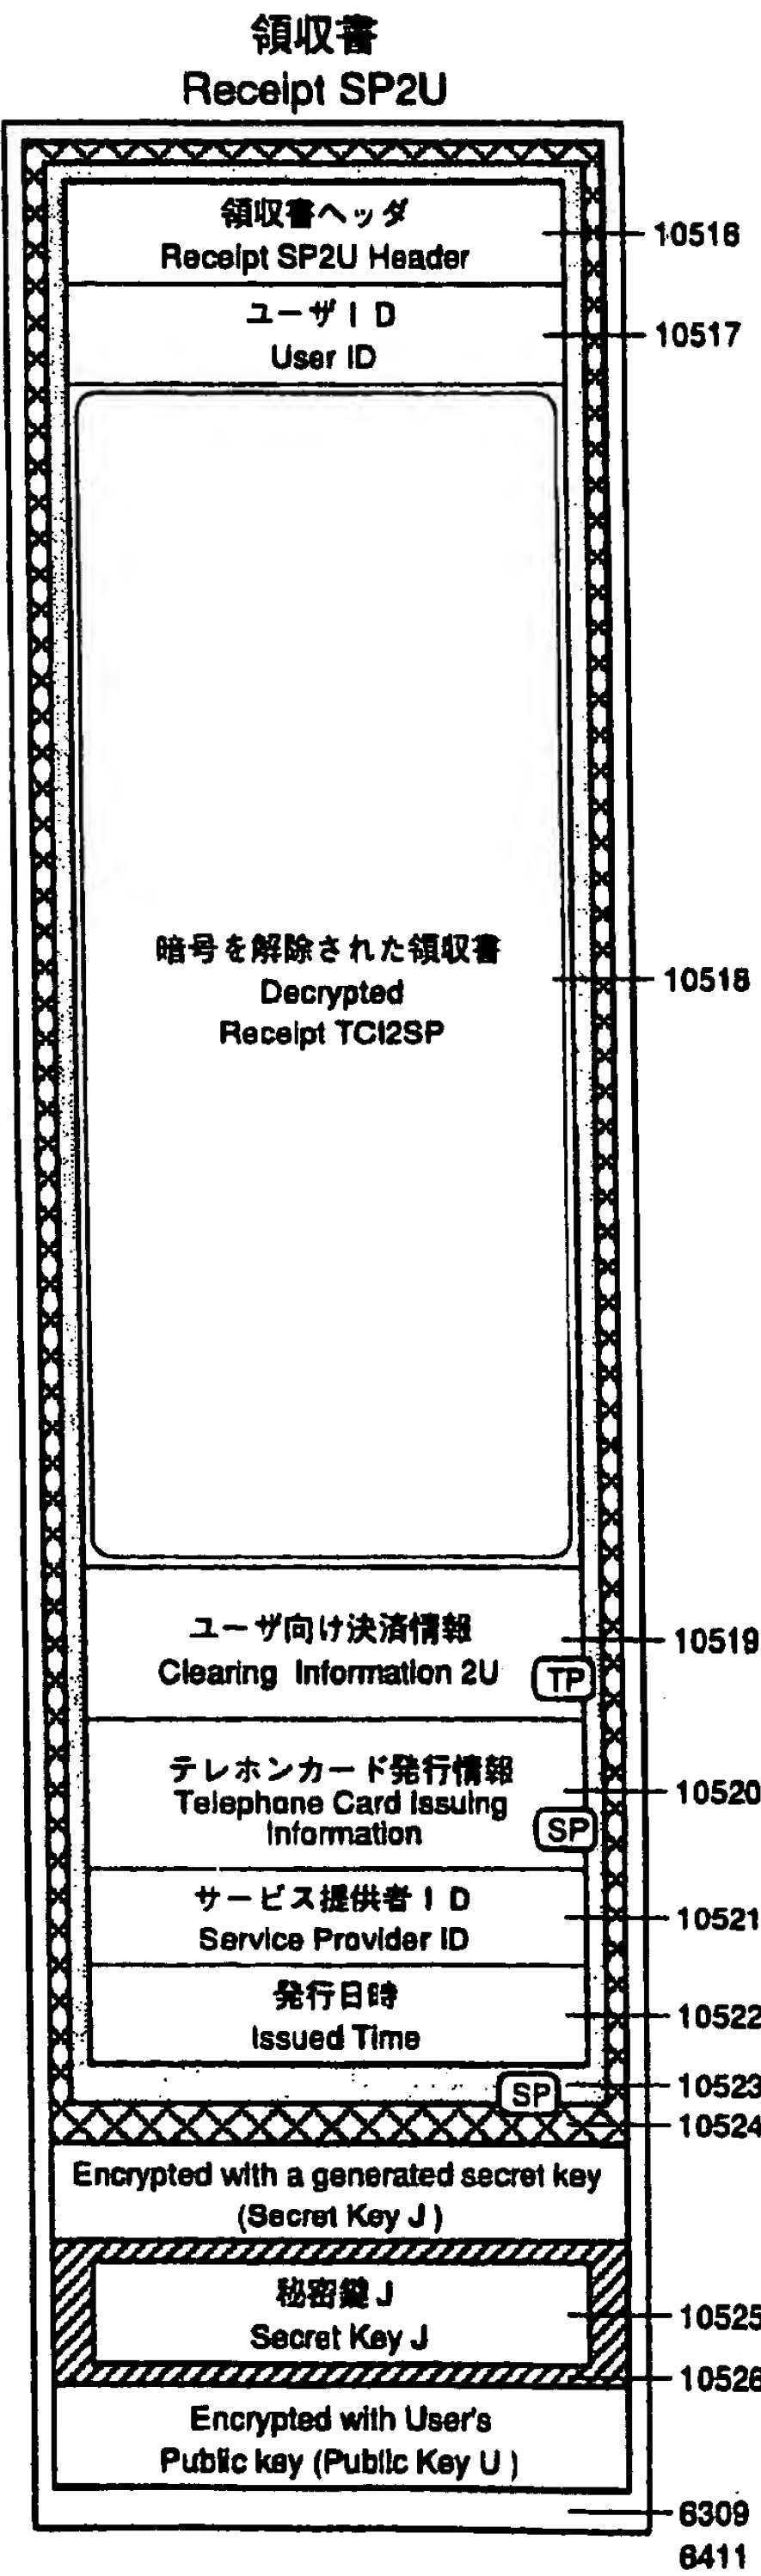 領収書
Receipt SP2U
領収書ヘッダ
Receipt SP2U Header
10516
ユーザID
User ID
10517
暗号を解除された領収書
Decrypted
Receipt TCI2SP
10518
ユーザ向け決済情報
Clearing Information 2U
TP
10519
テレホンカード発行情報
Telephone Card Issuing
Information
SP
10520
サービス提供者ID
Service Provider ID
10521
発行日時
Issued Time
10522
SP
10523
10524
Encrypted with a generated secret key
(Secret Key J)
秘密鍵J
Secret Key J
10525
10526
Encrypted with User's
Public key (Public Key U)
6309
6411